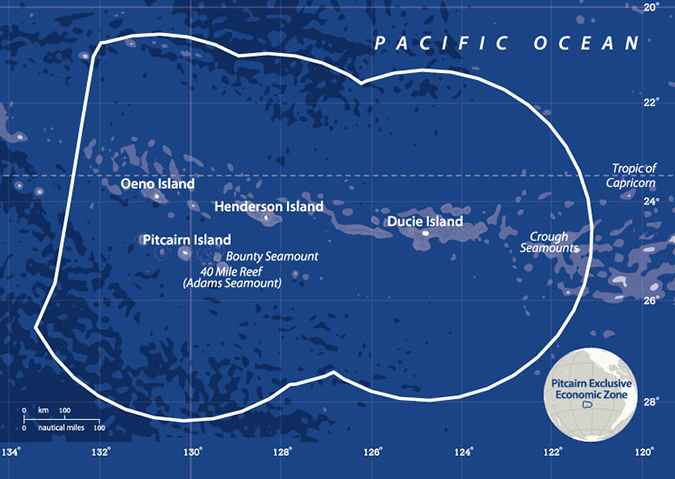 20°
PACIFIC OCEAN
22°
Tropic of
Capricorn
Oeno Island
24°
Henderson Island
Ducie Island
Pitcairn Island
Crough
Seamounts
Bounty Seamount
40 Mile Reef
(Adams Seamount)
26°
Pitcairn Exclusive
Economic Zone
28°
0 km 100
0 nautical miles 100
134° 132° 130° 128° 126° 124° 122° 120°